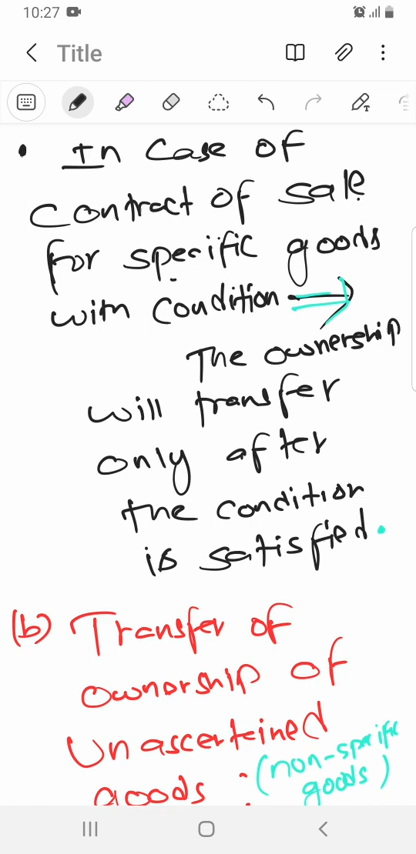 10:27
Title
• In Case of
Contract of sale
for specific goods
with condition →
The ownership
will transfer
only after
the condition
is satisfied.
(b) Transfer of
ownership of
Unascertained
goods : (non-specific
goods)